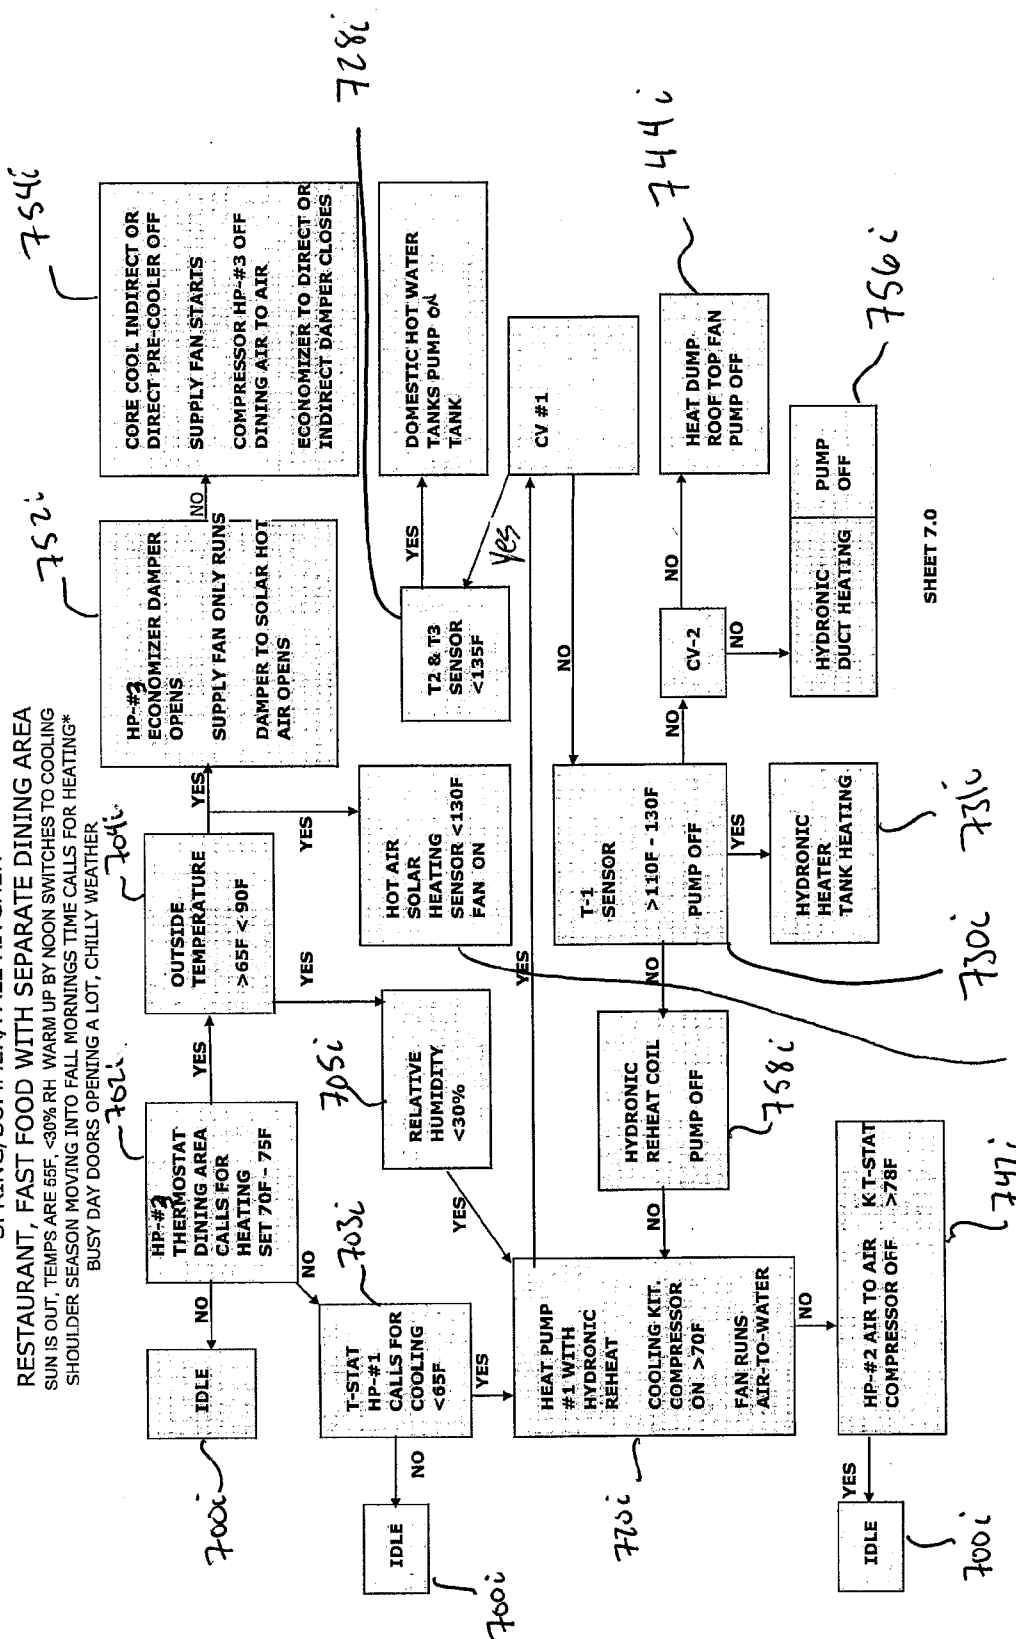 RESTAURANT, FAST FOOD WITH SEPARATE DINING AREA
SUN IS OUT, TEMPS ARE 55F, <30% RH WARM UP BY NOON SWITCHES TO COOLING
SHOULDER SEASON MOVING INTO FALL MORNINGS TIME CALLS FOR HEATING*
BUSY DAY DOORS OPENING A LOT, CHILLY WEATHER
IDLE
700i
NO
HP-#3
THERMOSTAT
DINING AREA
CALLS FOR
HEATING
SET 70F - 75F
702i
YES
OUTSIDE
TEMPERATURE
>65F < 90F
704i
YES
HP-#3
ECONOMIZER DAMPER
OPENS
SUPPLY FAN ONLY RUNS
DAMPER TO SOLAR HOT
AIR OPENS
752i
NO
CORE COOL INDIRECT OR
DIRECT PRE-COOLER OFF
SUPPLY FAN STARTS
COMPRESSOR HP-#3 OFF
DINING AIR TO AIR
ECONOMIZER TO DIRECT OR
INDIRECT DAMPER CLOSES
754i
NO
YES
YES
IDLE
700i
NO
T-STAT
HP-#1
CALLS FOR
COOLING
<65F
703i
YES
RELATIVE
HUMIDITY
<30%
705i
YES
HOT AIR
SOLAR
HEATING
SENSOR <130F
FAN ON
T2 & T3
SENSOR
<135F
728i
YES
DOMESTIC HOT WATER
TANKS PUMP ON
TANK
yes
CV #1
YES
NO
HEAT PUMP
#1 WITH
HYDRONIC
REHEAT
COOLING KIT.
COMPRESSOR
ON >70F
FAN RUNS
AIR-TO-WATER
720i
NO
HYDRONIC
REHEAT COIL
PUMP OFF
758i
NO
T-1
SENSOR
>110F - 130F
PUMP OFF
730i
NO
CV-2
NO
HEAT DUMP
ROOF TOP FAN
PUMP OFF
744i
NO
YES
IDLE
700i
YES
HP-#2 AIR TO AIR K T-STAT
COMPRESSOR OFF >78F
HYDRONIC
HEATER
TANK HEATING
731i
NO
HYDRONIC
DUCT HEATING
PUMP
OFF
756i
SHEET 7.0